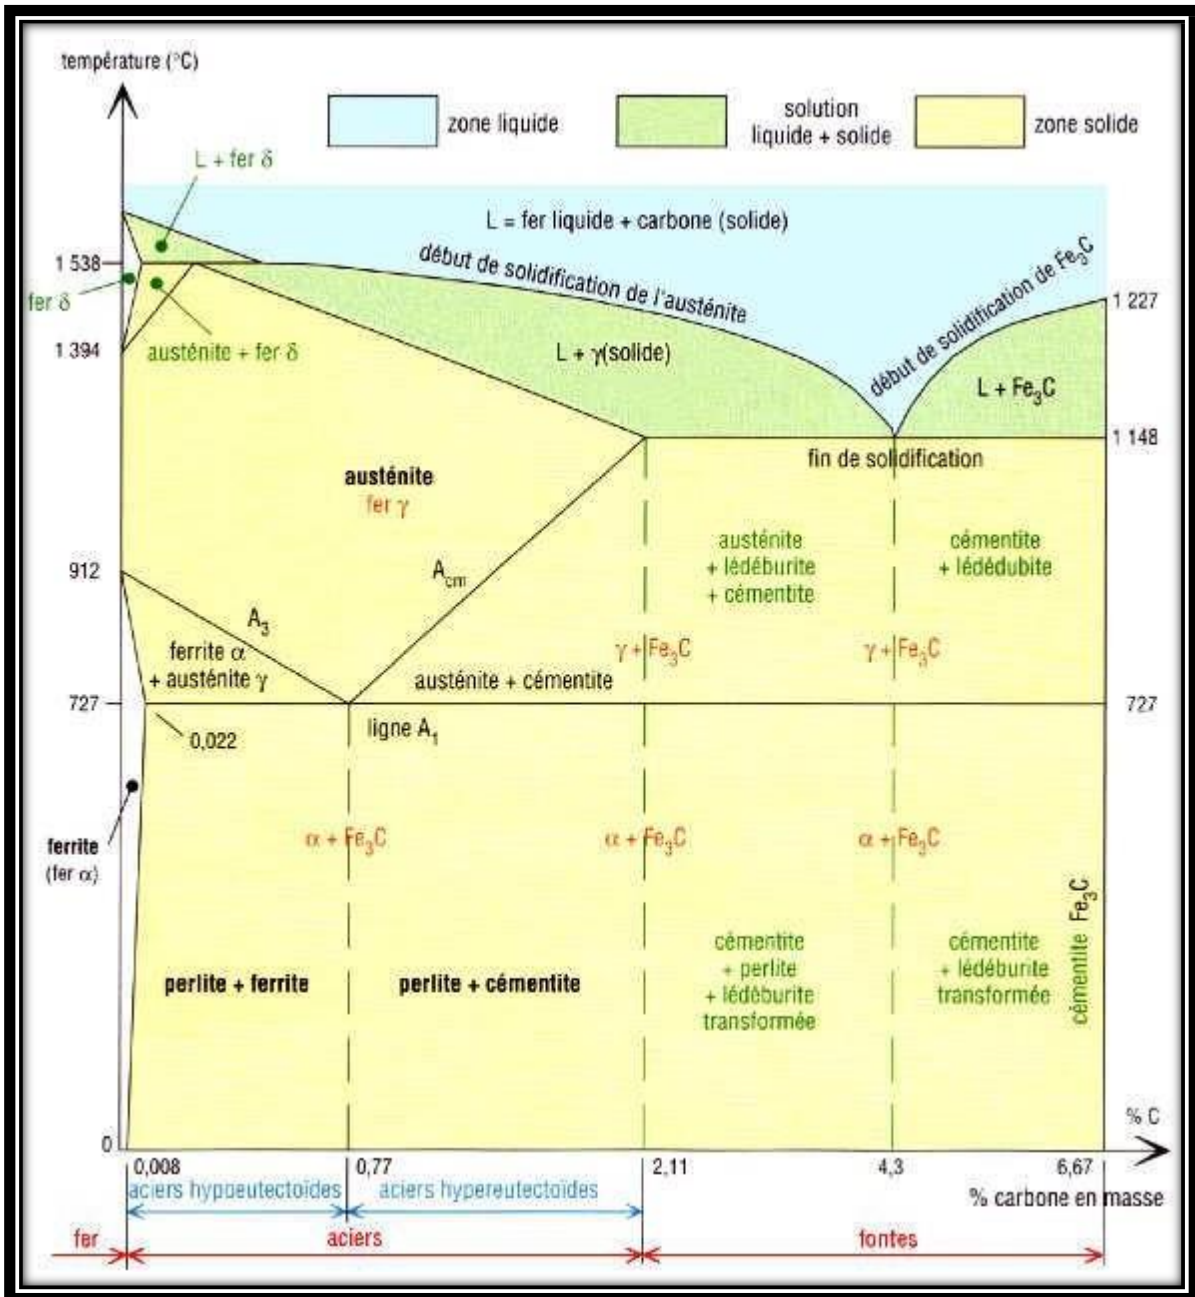 température (°C)
zone liquide
solution
liquide + solide
zone solide
L + fer δ
L = fer liquide + carbone (solide)
début de solidification de l'austénite
début de solidification de Fe₃C
1 538
fer δ
1 227
austénite + fer δ
1 394
L + γ(solide)
L + Fe₃C
1 148
fin de solidification
austénite
fer γ
austénite
+ lédéburite
+ cémentite
cémentite
+ lédédubite
912
A₃
Acm
ferrite α
+ austénite γ
γ + Fe₃C
γ + Fe₃C
austénite + cémentite
727
727
0,022
ligne A₁
ferrite
(fer α)
α + Fe₃C
α + Fe₃C
α + Fe₃C
cémentite Fe₃C
perlite + ferrite
perlite + cémentite
cémentite
+ perlite
+ lédéburite
transformée
cémentite
+ lédéburite
transformée
0
% C
0,008
0,77
2,11
4,3
6,67
aciers hypoeutectoïdes
aciers hypereutectoïdes
% carbone en masse
fer
aciers
fontes